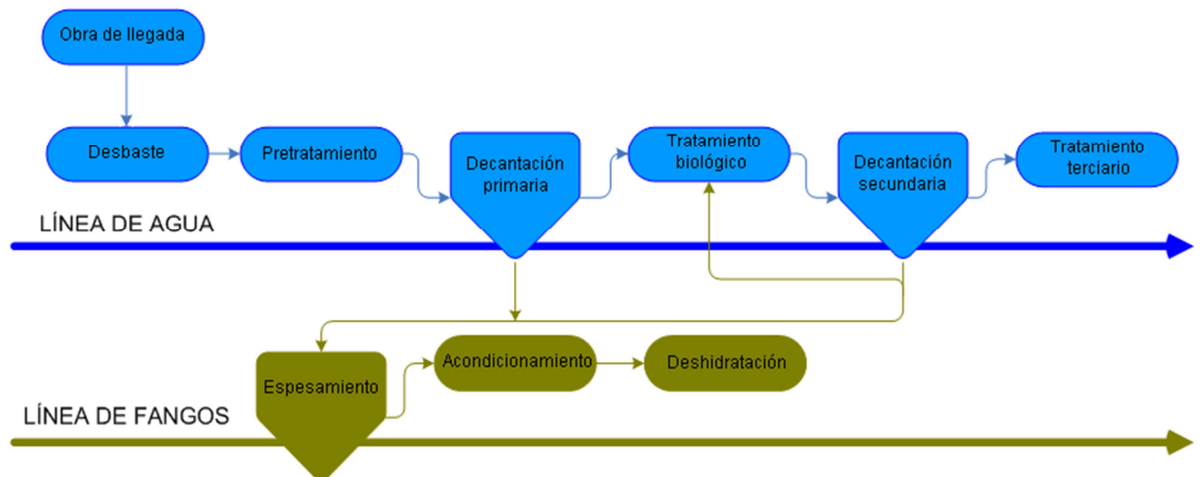 Obra de llegada
Desbaste
Pretratamiento
Decantación
primaria
Tratamiento
biológico
Decantación
secundaria
Tratamiento
terciario
LÍNEA DE AGUA
Espesamiento
Acondicionamiento
Deshidratación
LÍNEA DE FANGOS